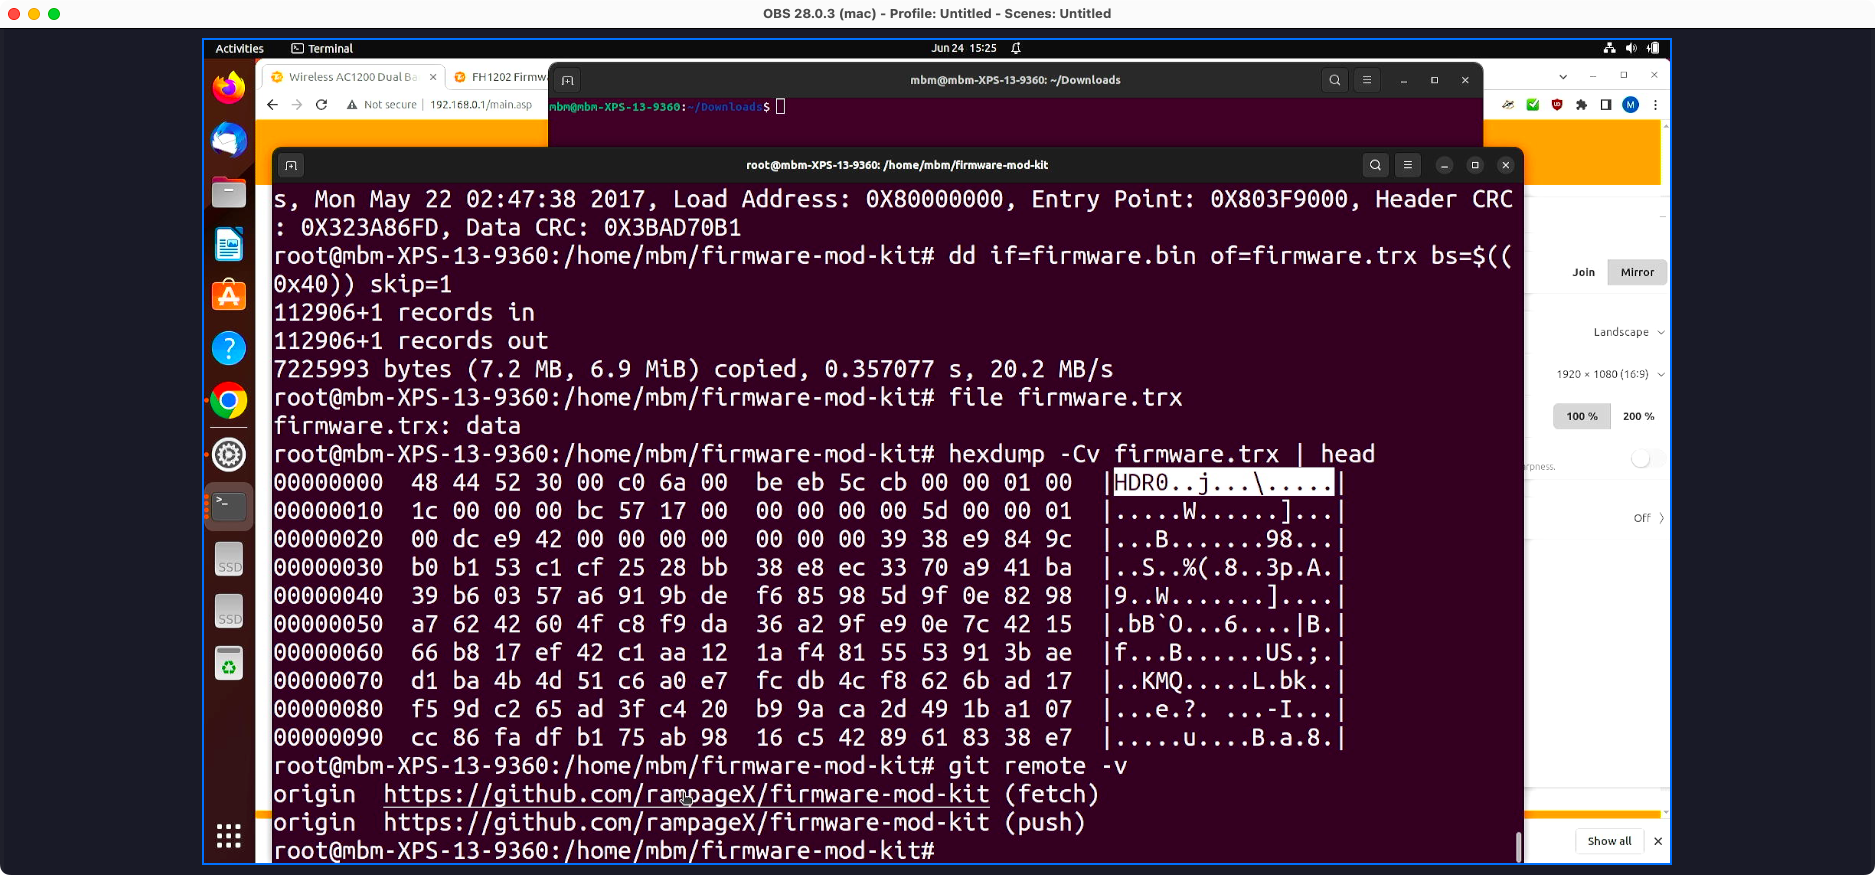 OBS 28.0.3 (mac) - Profile: Untitled - Scenes: Untitled
Activities Terminal Jun 24 15:25
Wireless AC1200 Dual Ba × FH1202 Firmw
mbm@mbm-XPS-13-9360: ~/Downloads
Not secure | 192.168.0.1/main.asp
mbm@mbm-XPS-13-9360:~/Downloads$
M
root@mbm-XPS-13-9360: /home/mbm/firmware-mod-kit
s, Mon May 22 02:47:38 2017, Load Address: 0X80000000, Entry Point: 0X803F9000, Header CRC
: 0X323A86FD, Data CRC: 0X3BAD70B1
root@mbm-XPS-13-9360:/home/mbm/firmware-mod-kit# dd if=firmware.bin of=firmware.trx bs=$((
0x40)) skip=1
112906+1 records in
112906+1 records out
7225993 bytes (7.2 MB, 6.9 MiB) copied, 0.357077 s, 20.2 MB/s
root@mbm-XPS-13-9360:/home/mbm/firmware-mod-kit# file firmware.trx
firmware.trx: data
root@mbm-XPS-13-9360:/home/mbm/firmware-mod-kit# hexdump -Cv firmware.trx | head
00000000  48 44 52 30 00 c0 6a 00  be eb 5c cb 00 00 01 00  |HDR0..j...\.....|
00000010  1c 00 00 00 bc 57 17 00  00 00 00 00 5d 00 00 01  |.....W......]...|
00000020  00 dc e9 42 00 00 00 00  00 00 00 39 38 e9 84 9c  |...B.......98...|
00000030  b0 b1 53 c1 cf 25 28 bb  38 e8 ec 33 70 a9 41 ba  |..S..%(.8..3p.A.|
00000040  39 b6 03 57 a6 91 9b de  f6 85 98 5d 9f 0e 82 98  |9..W.......]....|
00000050  a7 62 42 60 4f c8 f9 da  36 a2 9f e9 0e 7c 42 15  |.bB`O...6....|B.|
00000060  66 b8 17 ef 42 c1 aa 12  1a f4 81 55 53 91 3b ae  |f...B......US.;.|
00000070  d1 ba 4b 4d 51 c6 a0 e7  fc db 4c f8 62 6b ad 17  |..KMQ.....L.bk..|
00000080  f5 9d c2 65 ad 3f c4 20  b9 9a ca 2d 49 1b a1 07  |...e.?. ...-I...|
00000090  cc 86 fa df b1 75 ab 98  16 c5 42 89 61 83 38 e7  |.....u....B.a.8.|
root@mbm-XPS-13-9360:/home/mbm/firmware-mod-kit# git remote -v
origin  https://github.com/rampageX/firmware-mod-kit (fetch)
origin  https://github.com/rampageX/firmware-mod-kit (push)
root@mbm-XPS-13-9360:/home/mbm/firmware-mod-kit#
Join Mirror
Landscape
1920 × 1080 (16:9)
100 % 200 %
Off
Show all
SSD
SSD